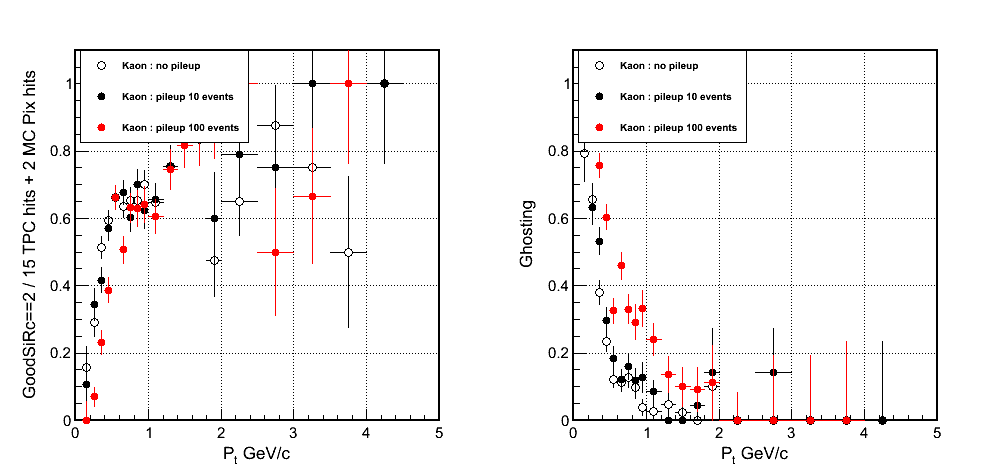 GoodSiRc==2 / 15 TPC hits + 2 MC Pix hits
1
0.8
0.6
0.4
0.2
0
Kaon : no pileup
Kaon : pileup 10 events
Kaon : pileup 100 events
0 1 2 3 4 5
Pt GeV/c
Ghosting
1
0.8
0.6
0.4
0.2
0
Kaon : no pileup
Kaon : pileup 10 events
Kaon : pileup 100 events
0 1 2 3 4 5
Pt GeV/c